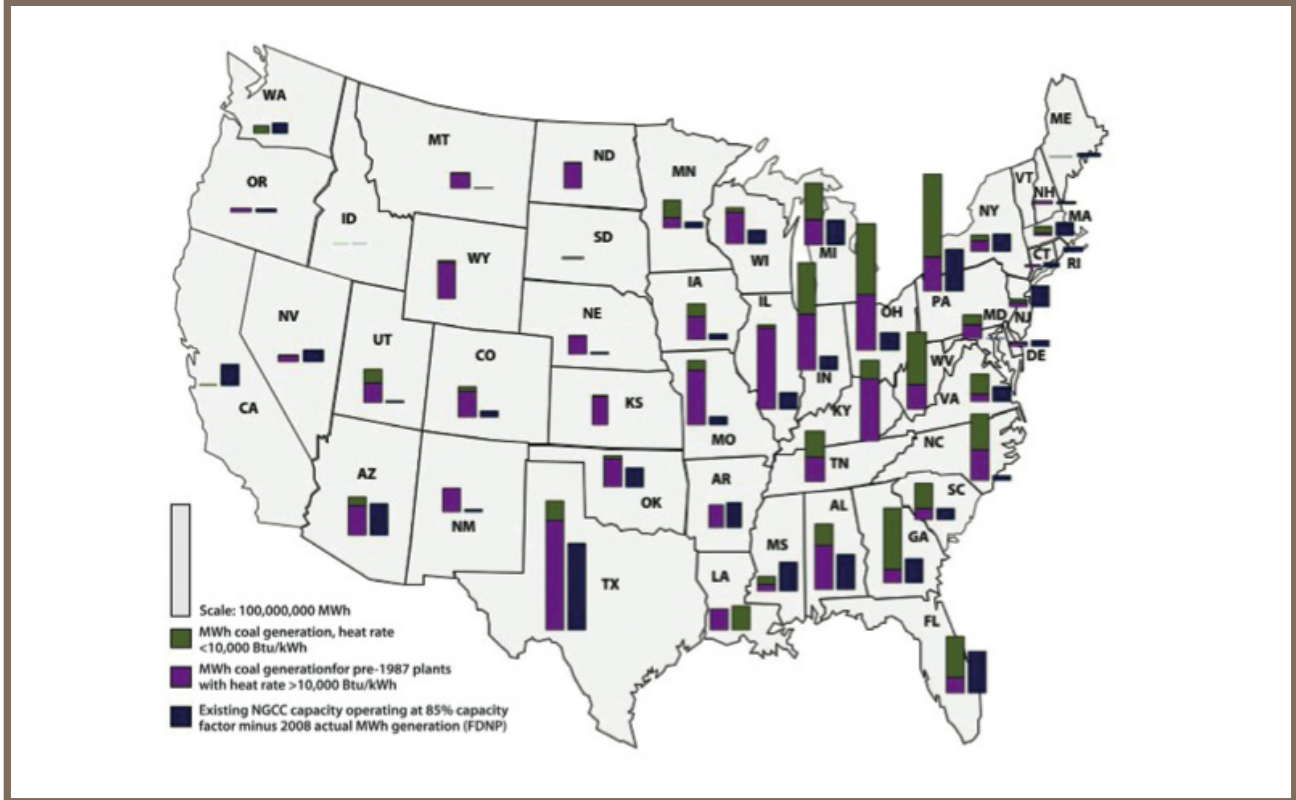 WA
MT
ND
MN
ME
OR
ID
SD
WI
MI
VT
NH
NY
MA
CT
RI
WY
NV
UT
CO
NE
IA
IL
IN
OH
PA
MD
NJ
DE
WV
VA
CA
KS
MO
KY
NC
AZ
NM
OK
AR
TN
SC
TX
LA
MS
AL
GA
FL
Scale: 100,000,000 MWh
MWh coal generation, heat rate
<10,000 Btu/kWh
MWh coal generationfor pre-1987 plants
with heat rate >10,000 Btu/kWh
Existing NGCC capacity operating at 85% capacity
factor minus 2008 actual MWh generation (FDNP)